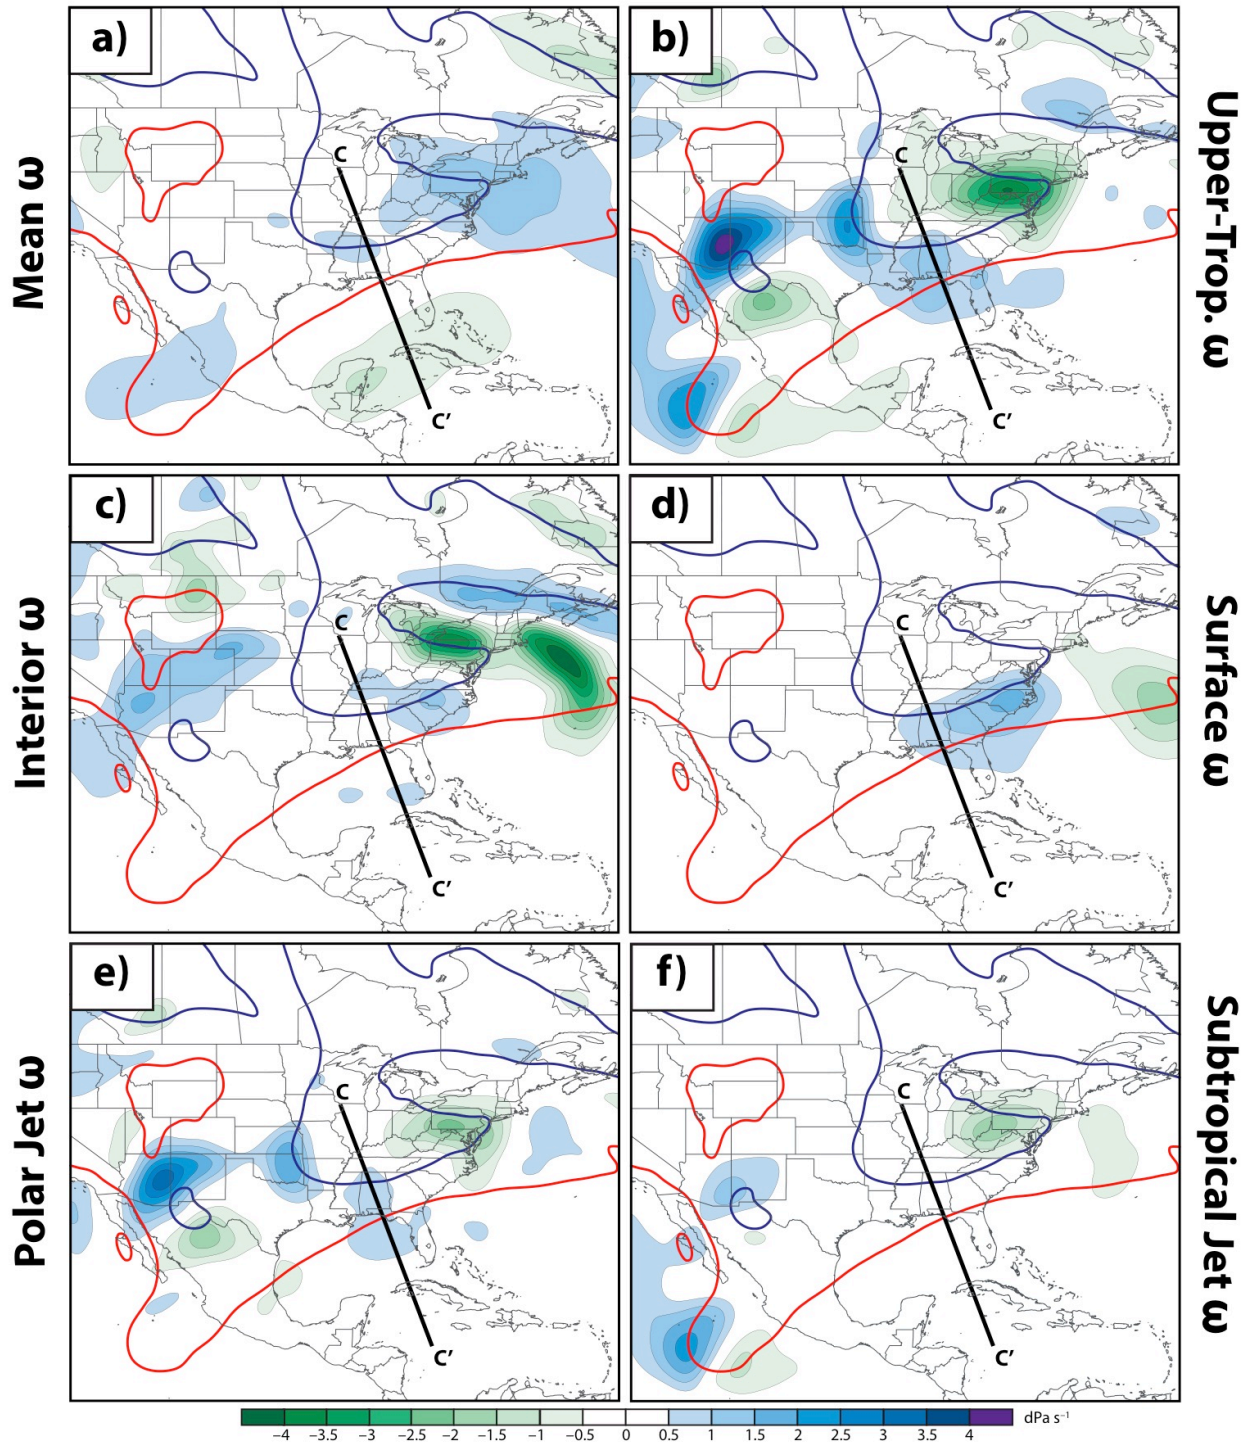 a)
b)
Mean ω
Upper-Trop. ω
C
C'
C
C'
c)
d)
Interior ω
Surface ω
C
C'
C
C'
e)
f)
Polar Jet ω
Subtropical Jet ω
C
C'
C
C'
−4 −3.5 −3 −2.5 −2 −1.5 −1 −0.5 0 0.5 1 1.5 2 2.5 3 3.5 4 dPa s⁻¹